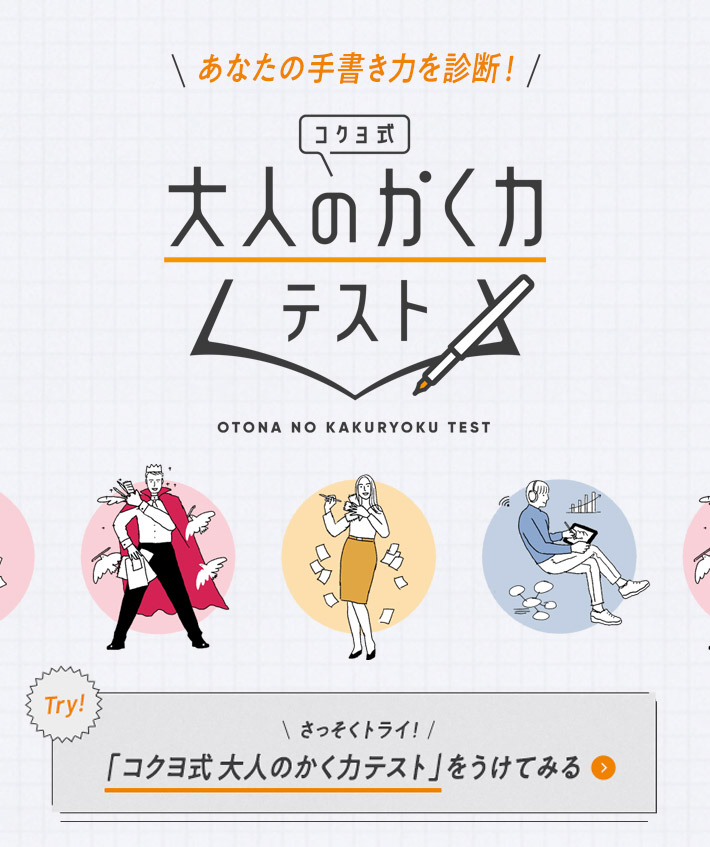 あなたの手書き力を診断！
コクヨ式
大人のかく力
テスト
OTONA NO KAKURYOKU TEST
Try!
さっそくトライ！
「コクヨ式 大人のかく力テスト」をうけてみる